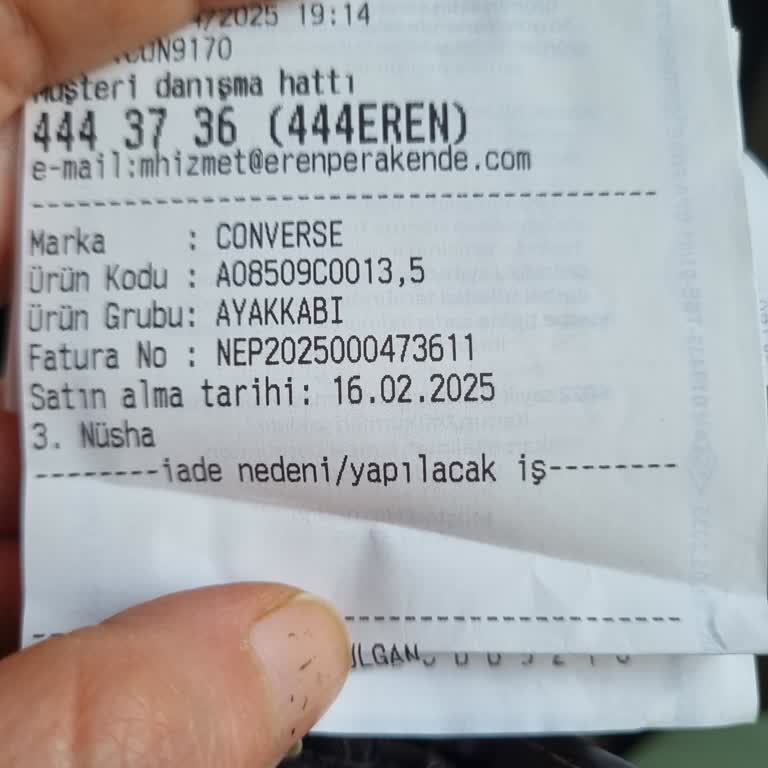 /2025 19:14
Müşteri danışma hattı
444 37 36 (444EREN)
e-mail:mhizmet@erenperakende.com
Marka : CONVERSE
Ürün Kodu : A08509C0013,5
Ürün Grubu: AYAKKABI
Fatura No : NEP2025000473611
Satın alma tarihi: 16.02.2025
3. Nüsha
--------iade nedeni/yapılacak iş--------